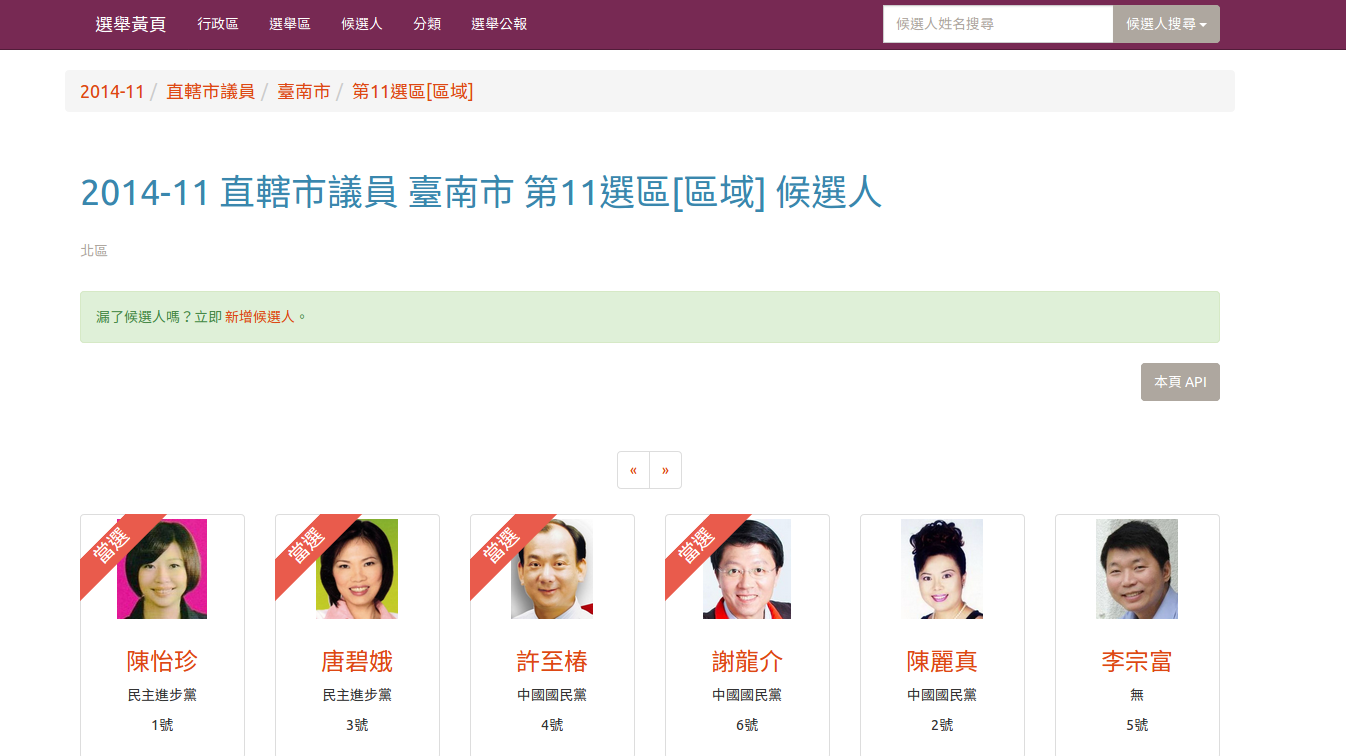 選舉黃頁 行政區 選舉區 候選人 分類 選舉公報 候選人姓名搜尋 候選人搜尋
2014-11 / 直轄市議員 / 臺南市 / 第11選區[區域]
2014-11 直轄市議員 臺南市 第11選區[區域] 候選人
北區
漏了候選人嗎？立即 新增候選人。
本頁 API
« »
當選 當選 當選 當選
陳怡珍 唐碧娥 許至椿 謝龍介 陳麗真 李宗富
民主進步黨 民主進步黨 中國國民黨 中國國民黨 中國國民黨 無
1號 3號 4號 6號 2號 5號